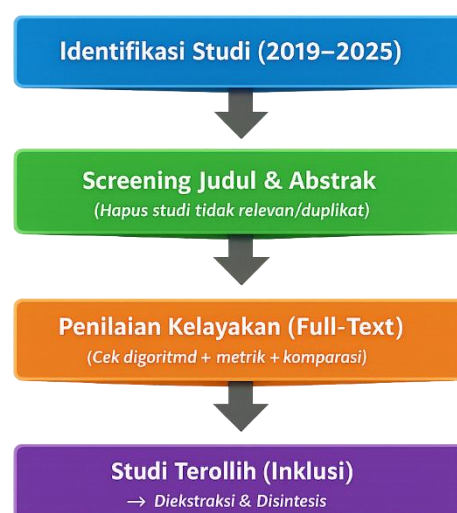 Identifikasi Studi (2019–2025)
Screening Judul & Abstrak
(Hapus studi tidak relevan/duplikat)
Penilaian Kelayakan (Full-Text)
(Cek digoritmd + metrik + komparasi)
Studi Terollih (Inklusi)
→ Diekstraksi & Disintesis